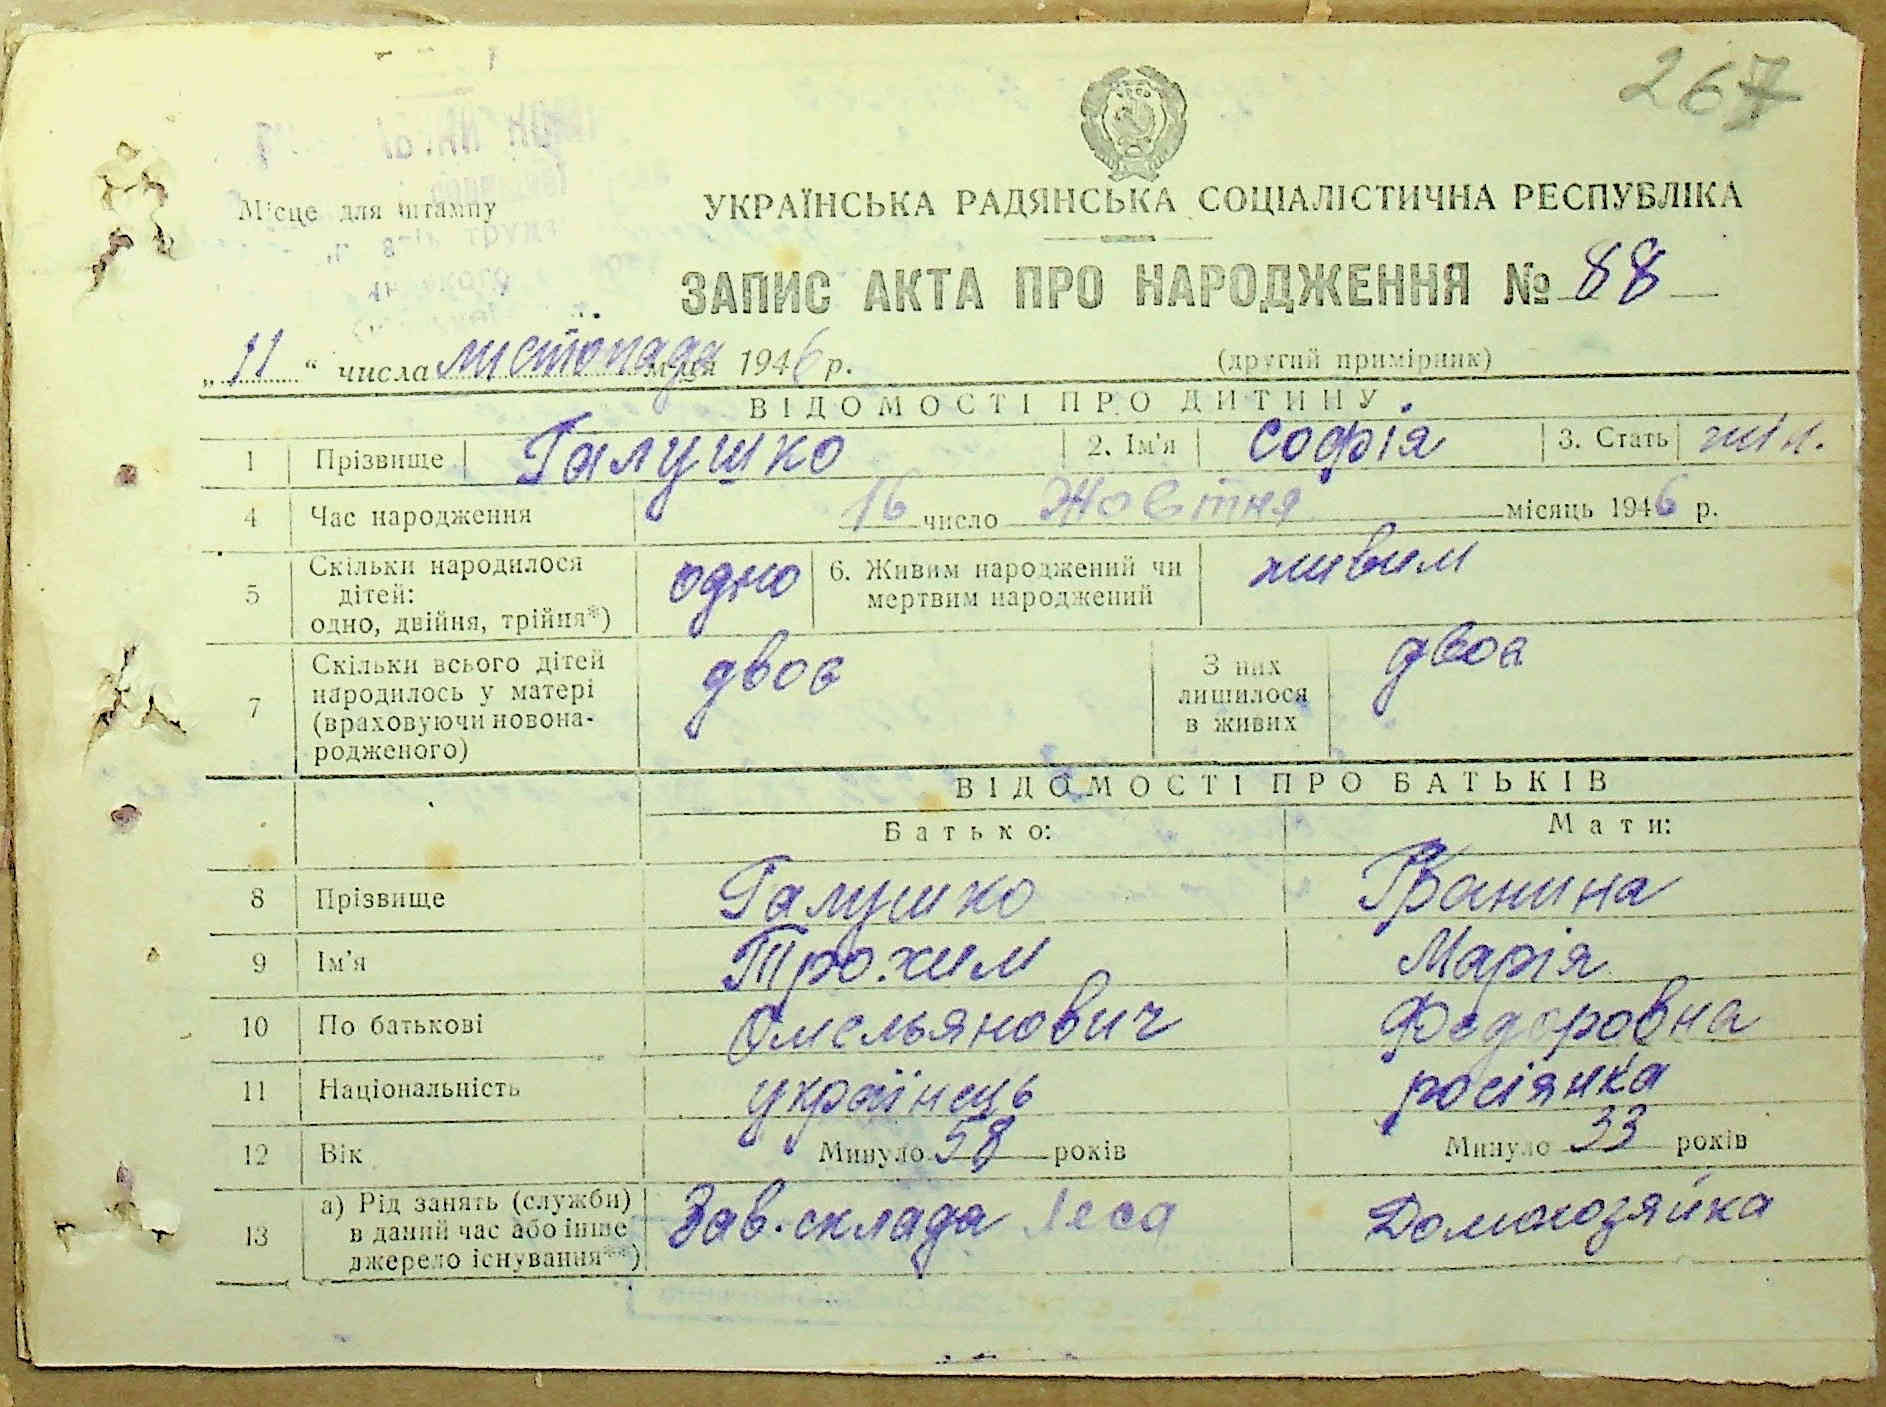 267
Місце для штампу
УКРАЇНСЬКА РАДЯНСЬКА СОЦІАЛІСТИЧНА РЕСПУБЛІКА
ЗАПИС АКТА ПРО НАРОДЖЕННЯ № 88
„11“ числа листопада м-ця 1946 р.
(другий примірник)
ВІДОМОСТІ ПРО ДИТИНУ
1 Прізвище Галушко 2. Ім'я Софія 3. Стать жін.
4 Час народження 16 число Жовтня місяць 1946 р.
5 Скільки народилося дітей: одно, двійня, трійня*) одно 6. Живим народжений чи мертвим народжений живим
7 Скільки всього дітей народилось у матері (враховуючи новонародженого) двоє З них лишилося в живих двоє
ВІДОМОСТІ ПРО БАТЬКІВ
Батько: Мати:
8 Прізвище Галушко Іванина
9 Ім'я Трохим Марія
10 По батькові Омельянович Федоровна
11 Національність українець росіянка
12 Вік Минуло 58 років Минуло 33 років
13 а) Рід занять (служби) в даний час або інше джерело існування**) Зав. склада леса Домохозяйка